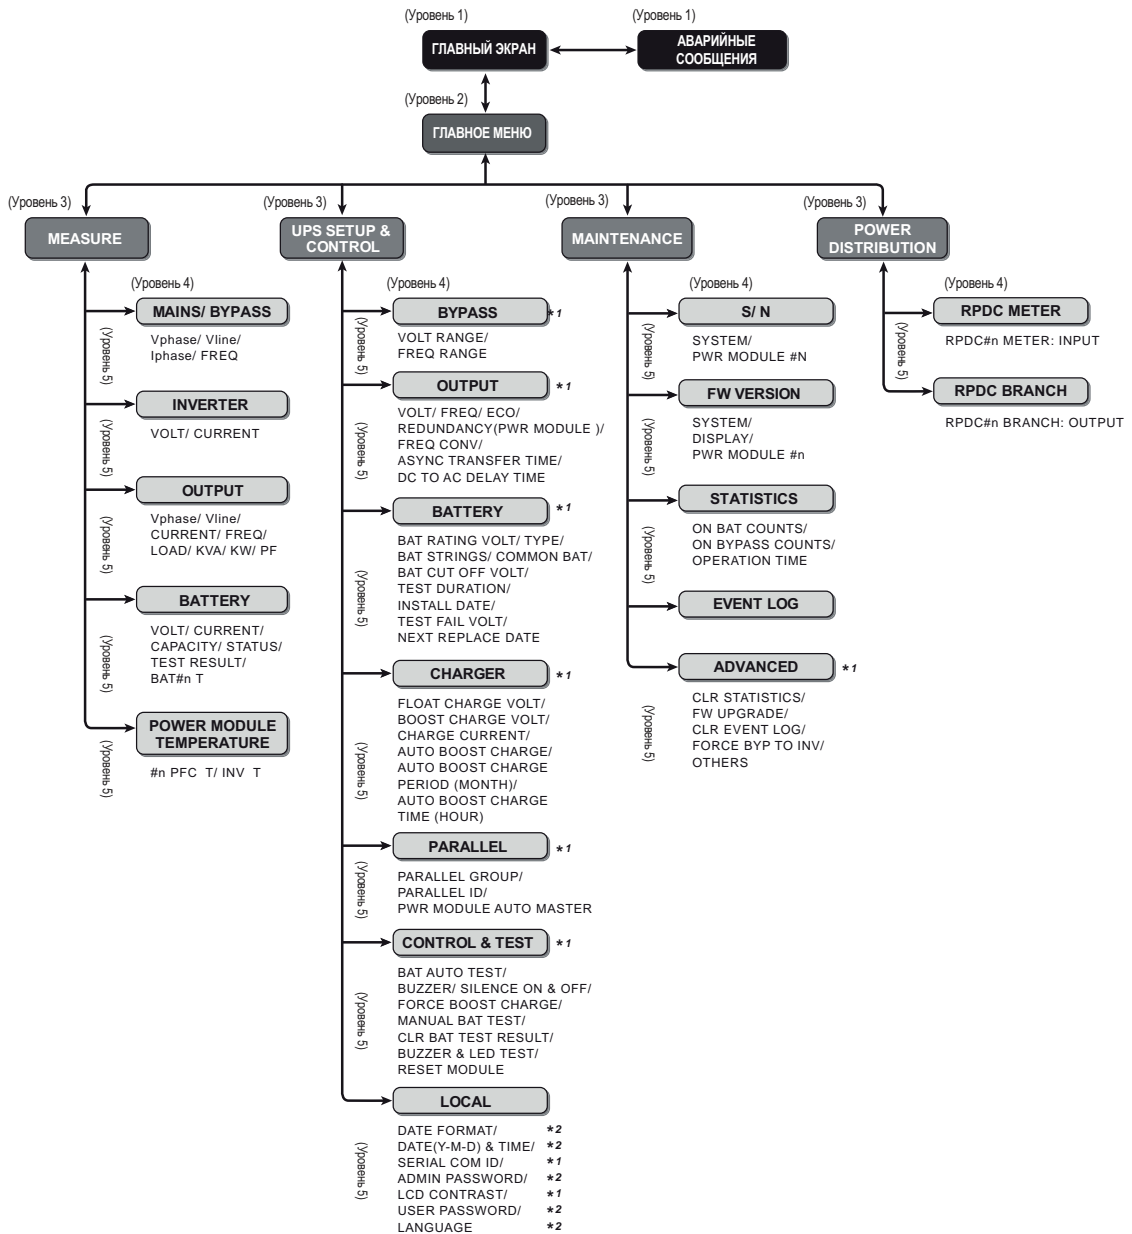 (Уровень 1)
(Уровень 1)
ГЛАВНЫЙ ЭКРАН
АВАРИЙНЫЕ
СООБЩЕНИЯ
(Уровень 2)
ГЛАВНОЕ МЕНЮ
(Уровень 3)
MEASURE
(Уровень 4)
MAINS/ BYPASS
Vphase/ Vline/
Iphase/ FREQ
(Уровень 5)
INVERTER
VOLT/ CURRENT
(Уровень 5)
OUTPUT
Vphase/ Vline/
CURRENT/ FREQ/
LOAD/ KVA/ KW/ PF
(Уровень 5)
BATTERY
VOLT/ CURRENT/
CAPACITY/ STATUS/
TEST RESULT/
BAT#n T
(Уровень 5)
POWER MODULE
TEMPERATURE
#n PFC T/ INV T
(Уровень 5)
(Уровень 3)
UPS SETUP &
CONTROL
(Уровень 4)
BYPASS *1
VOLT RANGE/
FREQ RANGE
(Уровень 5)
OUTPUT *1
VOLT/ FREQ/ ECO/
REDUNDANCY(PWR MODULE )/
FREQ CONV/
ASYNC TRANSFER TIME/
DC TO AC DELAY TIME
(Уровень 5)
BATTERY *1
BAT RATING VOLT/ TYPE/
BAT STRINGS/ COMMON BAT/
BAT CUT OFF VOLT/
TEST DURATION/
INSTALL DATE/
TEST FAIL VOLT/
NEXT REPLACE DATE
(Уровень 5)
CHARGER *1
FLOAT CHARGE VOLT/
BOOST CHARGE VOLT/
CHARGE CURRENT/
AUTO BOOST CHARGE/
AUTO BOOST CHARGE
PERIOD (MONTH)/
AUTO BOOST CHARGE
TIME (HOUR)
(Уровень 5)
PARALLEL *1
PARALLEL GROUP/
PARALLEL ID/
PWR MODULE AUTO MASTER
(Уровень 5)
CONTROL & TEST *1
BAT AUTO TEST/
BUZZER/ SILENCE ON & OFF/
FORCE BOOST CHARGE/
MANUAL BAT TEST/
CLR BAT TEST RESULT/
BUZZER & LED TEST/
RESET MODULE
(Уровень 5)
LOCAL
DATE FORMAT/ *2
DATE(Y-M-D) & TIME/ *2
SERIAL COM ID/ *1
ADMIN PASSWORD/ *2
LCD CONTRAST/ *1
USER PASSWORD/ *2
LANGUAGE *2
(Уровень 5)
(Уровень 3)
MAINTENANCE
(Уровень 4)
S/ N
SYSTEM/
PWR MODULE #N
(Уровень 5)
FW VERSION
SYSTEM/
DISPLAY/
PWR MODULE #n
(Уровень 5)
STATISTICS
ON BAT COUNTS/
ON BYPASS COUNTS/
OPERATION TIME
(Уровень 5)
EVENT LOG
ADVANCED *1
CLR STATISTICS/
FW UPGRADE/
CLR EVENT LOG/
FORCE BYP TO INV/
OTHERS
(Уровень 5)
(Уровень 3)
POWER
DISTRIBUTION
(Уровень 4)
RPDC METER
RPDC#n METER: INPUT
(Уровень 5)
RPDC BRANCH
RPDC#n BRANCH: OUTPUT